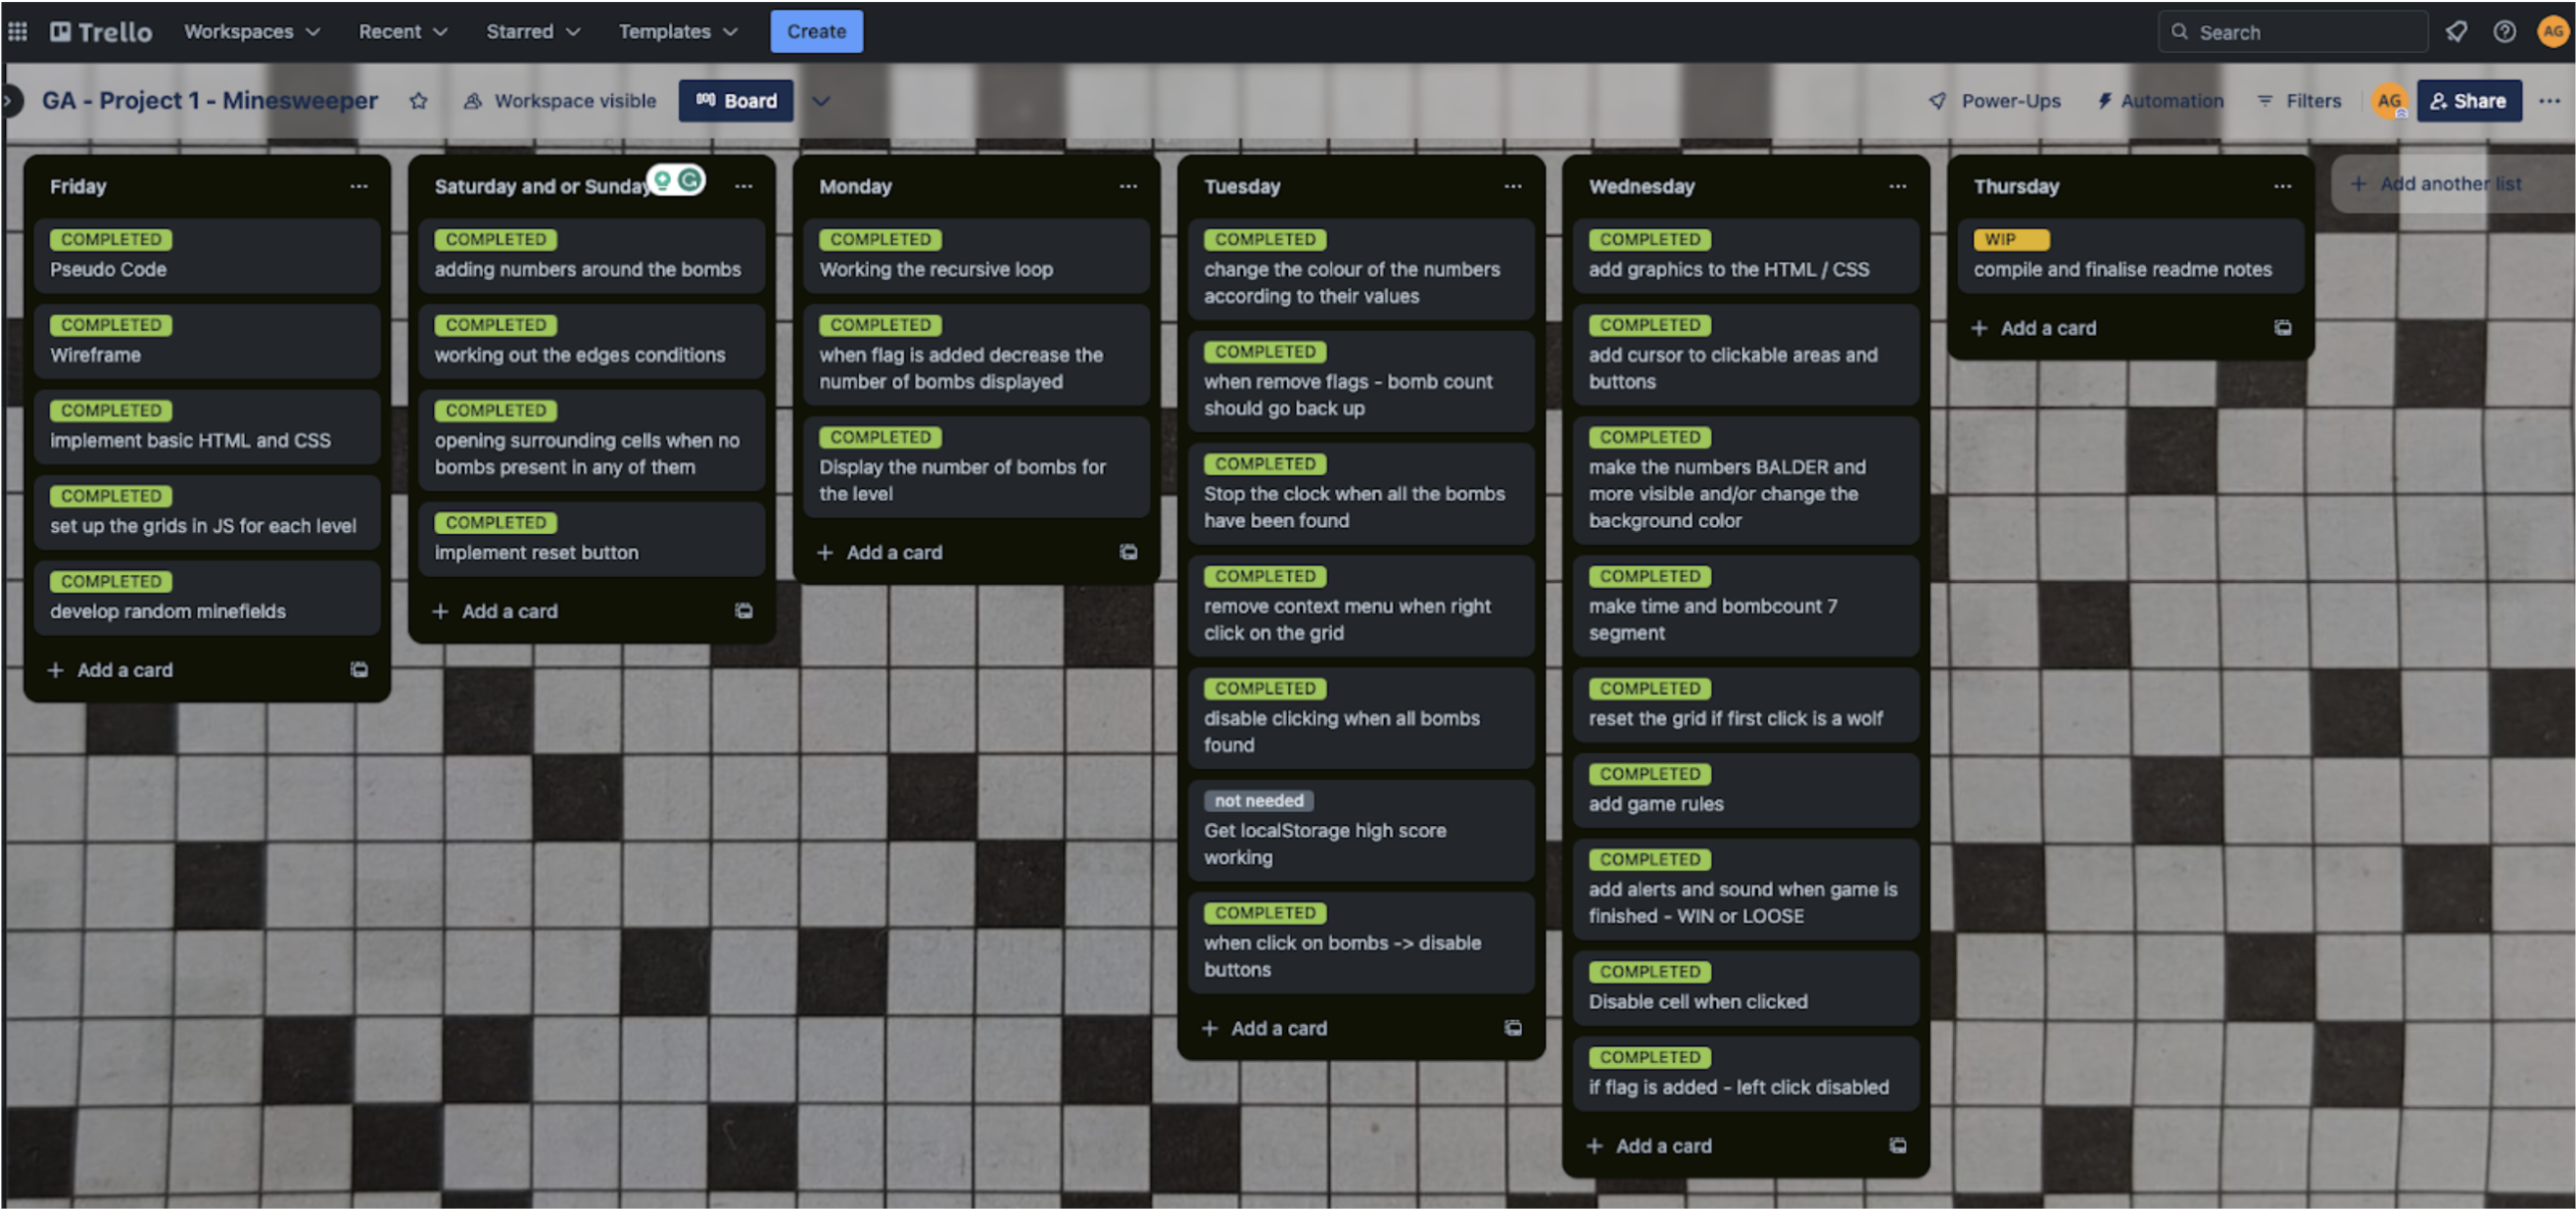 Trello
Workspaces
Recent
Starred
Templates
Create
Search
AG
GA - Project 1 - Minesweeper
Workspace visible
Board
Power-Ups
Automation
Filters
AG
Share
Friday
COMPLETED
Pseudo Code
COMPLETED
Wireframe
COMPLETED
implement basic HTML and CSS
COMPLETED
set up the grids in JS for each level
COMPLETED
develop random minefields
+ Add a card
Saturday and or Sunday
COMPLETED
adding numbers around the bombs
COMPLETED
working out the edges conditions
COMPLETED
opening surrounding cells when no
bombs present in any of them
COMPLETED
implement reset button
+ Add a card
Monday
COMPLETED
Working the recursive loop
COMPLETED
when flag is added decrease the
number of bombs displayed
COMPLETED
Display the number of bombs for
the level
+ Add a card
Tuesday
COMPLETED
change the colour of the numbers
according to their values
COMPLETED
when remove flags - bomb count
should go back up
COMPLETED
Stop the clock when all the bombs
have been found
COMPLETED
remove context menu when right
click on the grid
COMPLETED
disable clicking when all bombs
found
not needed
Get localStorage high score
working
COMPLETED
when click on bombs -> disable
buttons
+ Add a card
Wednesday
COMPLETED
add graphics to the HTML / CSS
COMPLETED
add cursor to clickable areas and
buttons
COMPLETED
make the numbers BALDER and
more visible and/or change the
background color
COMPLETED
make time and bombcount 7
segment
COMPLETED
reset the grid if first click is a wolf
COMPLETED
add game rules
COMPLETED
add alerts and sound when game is
finished - WIN or LOOSE
COMPLETED
Disable cell when clicked
COMPLETED
if flag is added - left click disabled
+ Add a card
Thursday
WIP
compile and finalise readme notes
+ Add a card
+ Add another list